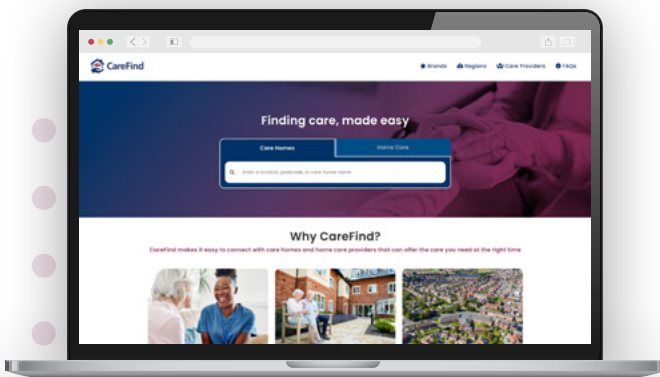 CareFind
Brands Regions Care Providers FAQs
Finding care, made easy
Care Homes Home Care
Enter a location, postcode, or care home name
Why CareFind?
CareFind makes it easy to connect with care homes and home care providers that can offer the care you need at the right time